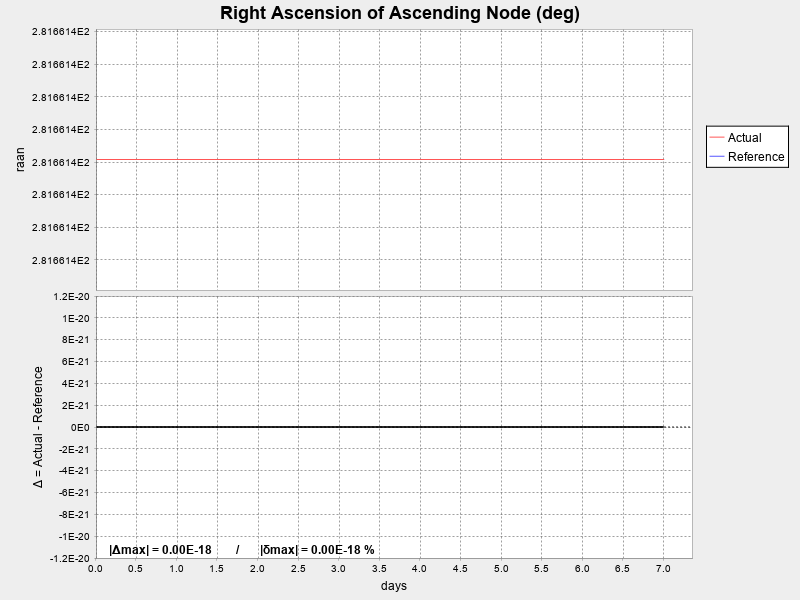 Right Ascension of Ascending Node (deg)
raan
2.816614E2
2.816614E2
2.816614E2
2.816614E2
2.816614E2
2.816614E2
2.816614E2
2.816614E2
Actual
Reference
Δ = Actual - Reference
1.2E-20
1E-20
8E-21
6E-21
4E-21
2E-21
0E0
-2E-21
-4E-21
-6E-21
-8E-21
-1E-20
-1.2E-20
|Δmax| = 0.00E-18 / |δmax| = 0.00E-18 %
0.0 0.5 1.0 1.5 2.0 2.5 3.0 3.5 4.0 4.5 5.0 5.5 6.0 6.5 7.0
days